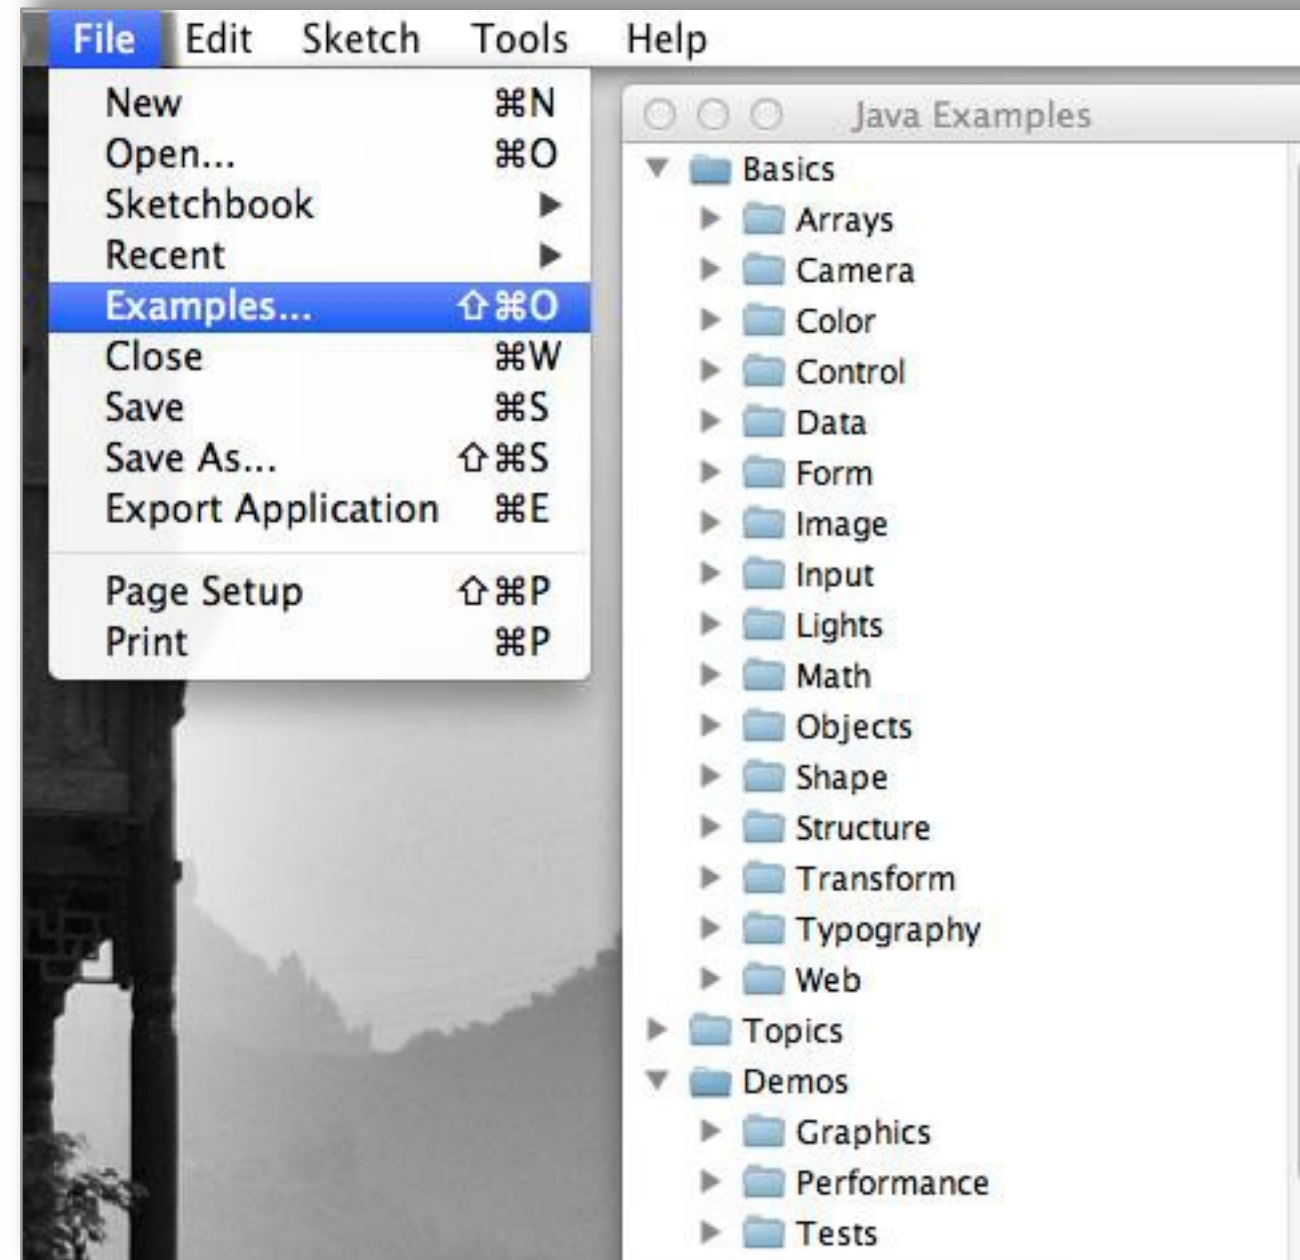 File Edit Sketch Tools Help
New ⌘N
Open... ⌘O
Sketchbook ▶
Recent ▶
Examples... ⇧⌘O
Close ⌘W
Save ⌘S
Save As... ⇧⌘S
Export Application ⌘E
Page Setup ⇧⌘P
Print ⌘P
Java Examples
Basics
Arrays
Camera
Color
Control
Data
Form
Image
Input
Lights
Math
Objects
Shape
Structure
Transform
Typography
Web
Topics
Demos
Graphics
Performance
Tests